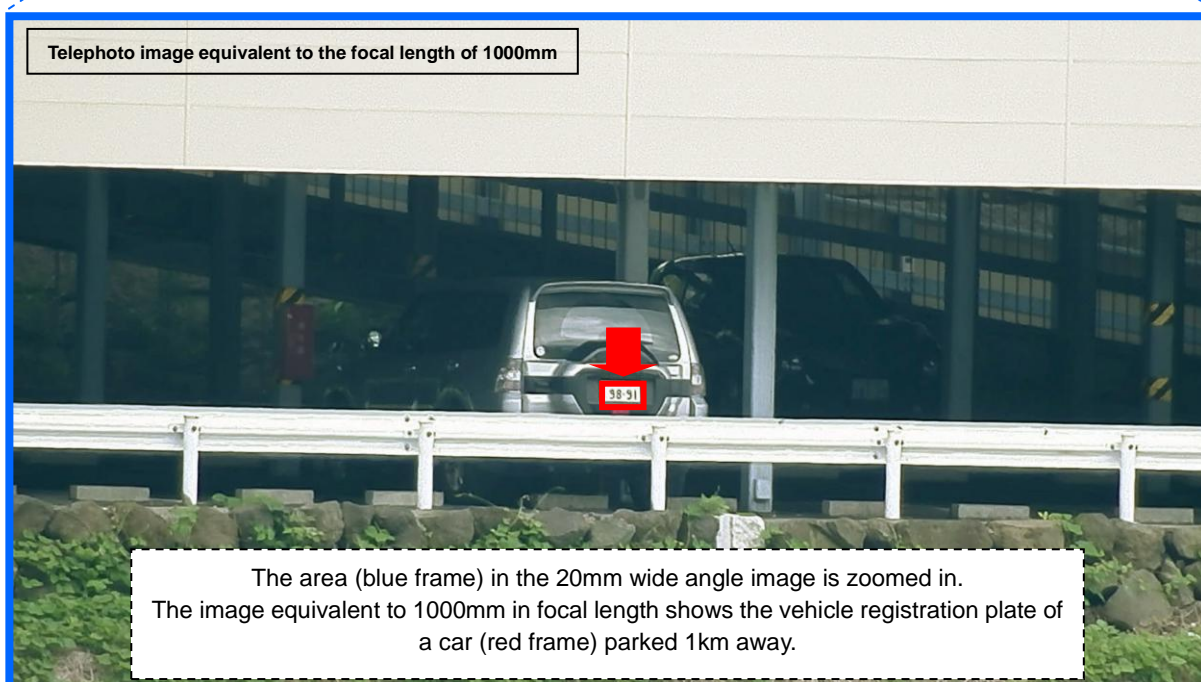 Telephoto image equivalent to the focal length of 1000mm
98-91
The area (blue frame) in the 20mm wide angle image is zoomed in.
The image equivalent to 1000mm in focal length shows the vehicle registration plate of
a car (red frame) parked 1km away.